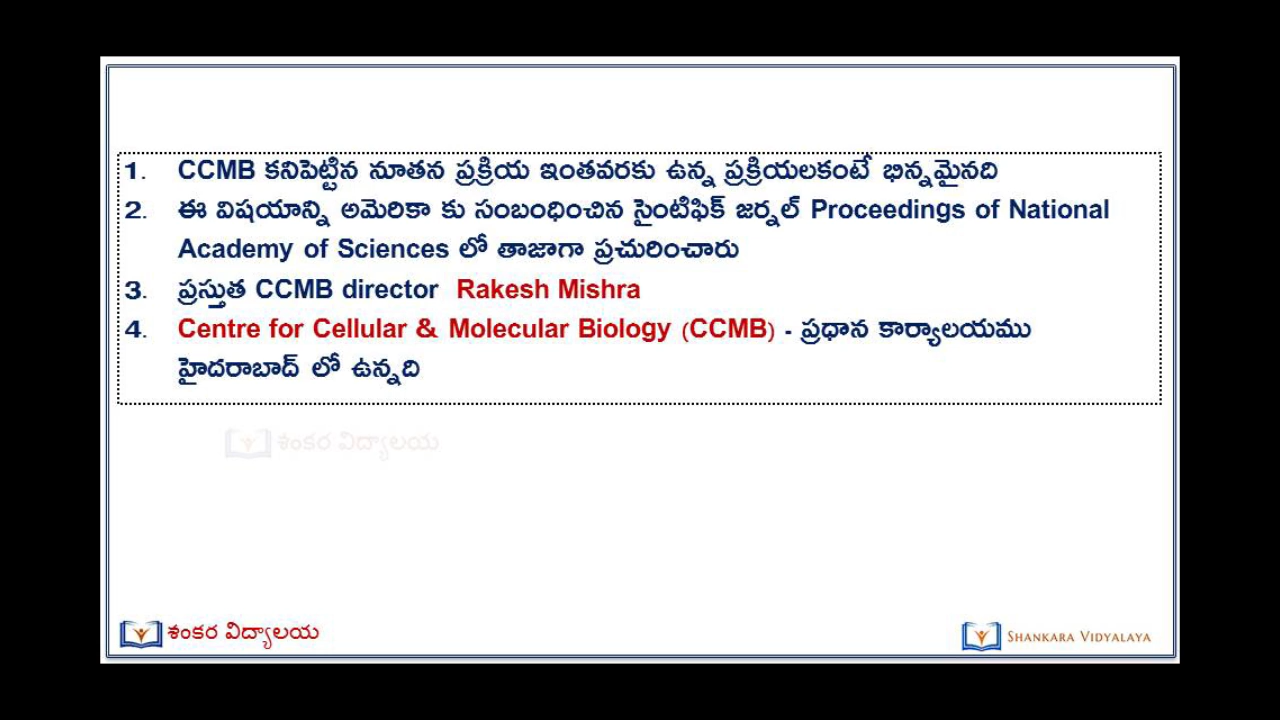 1. CCMB కనిపెట్టిన నూతన ప్రక్రియ ఇంతవరకు ఉన్న ప్రక్రియలకంటే భిన్నమైనది
2. ఈ విషయాన్ని అమెరికా కు సంబంధించిన సైంటిఫిక్ జర్నల్ Proceedings of National
Academy of Sciences లో తాజాగా ప్రచురించారు
3. ప్రస్తుత CCMB director Rakesh Mishra
4. Centre for Cellular & Molecular Biology (CCMB) - ప్రధాన కార్యాలయము
హైదరాబాద్ లో ఉన్నది
శంకర విద్యాలయ
శంకర విద్యాలయ
SHANKARA VIDYALAYA